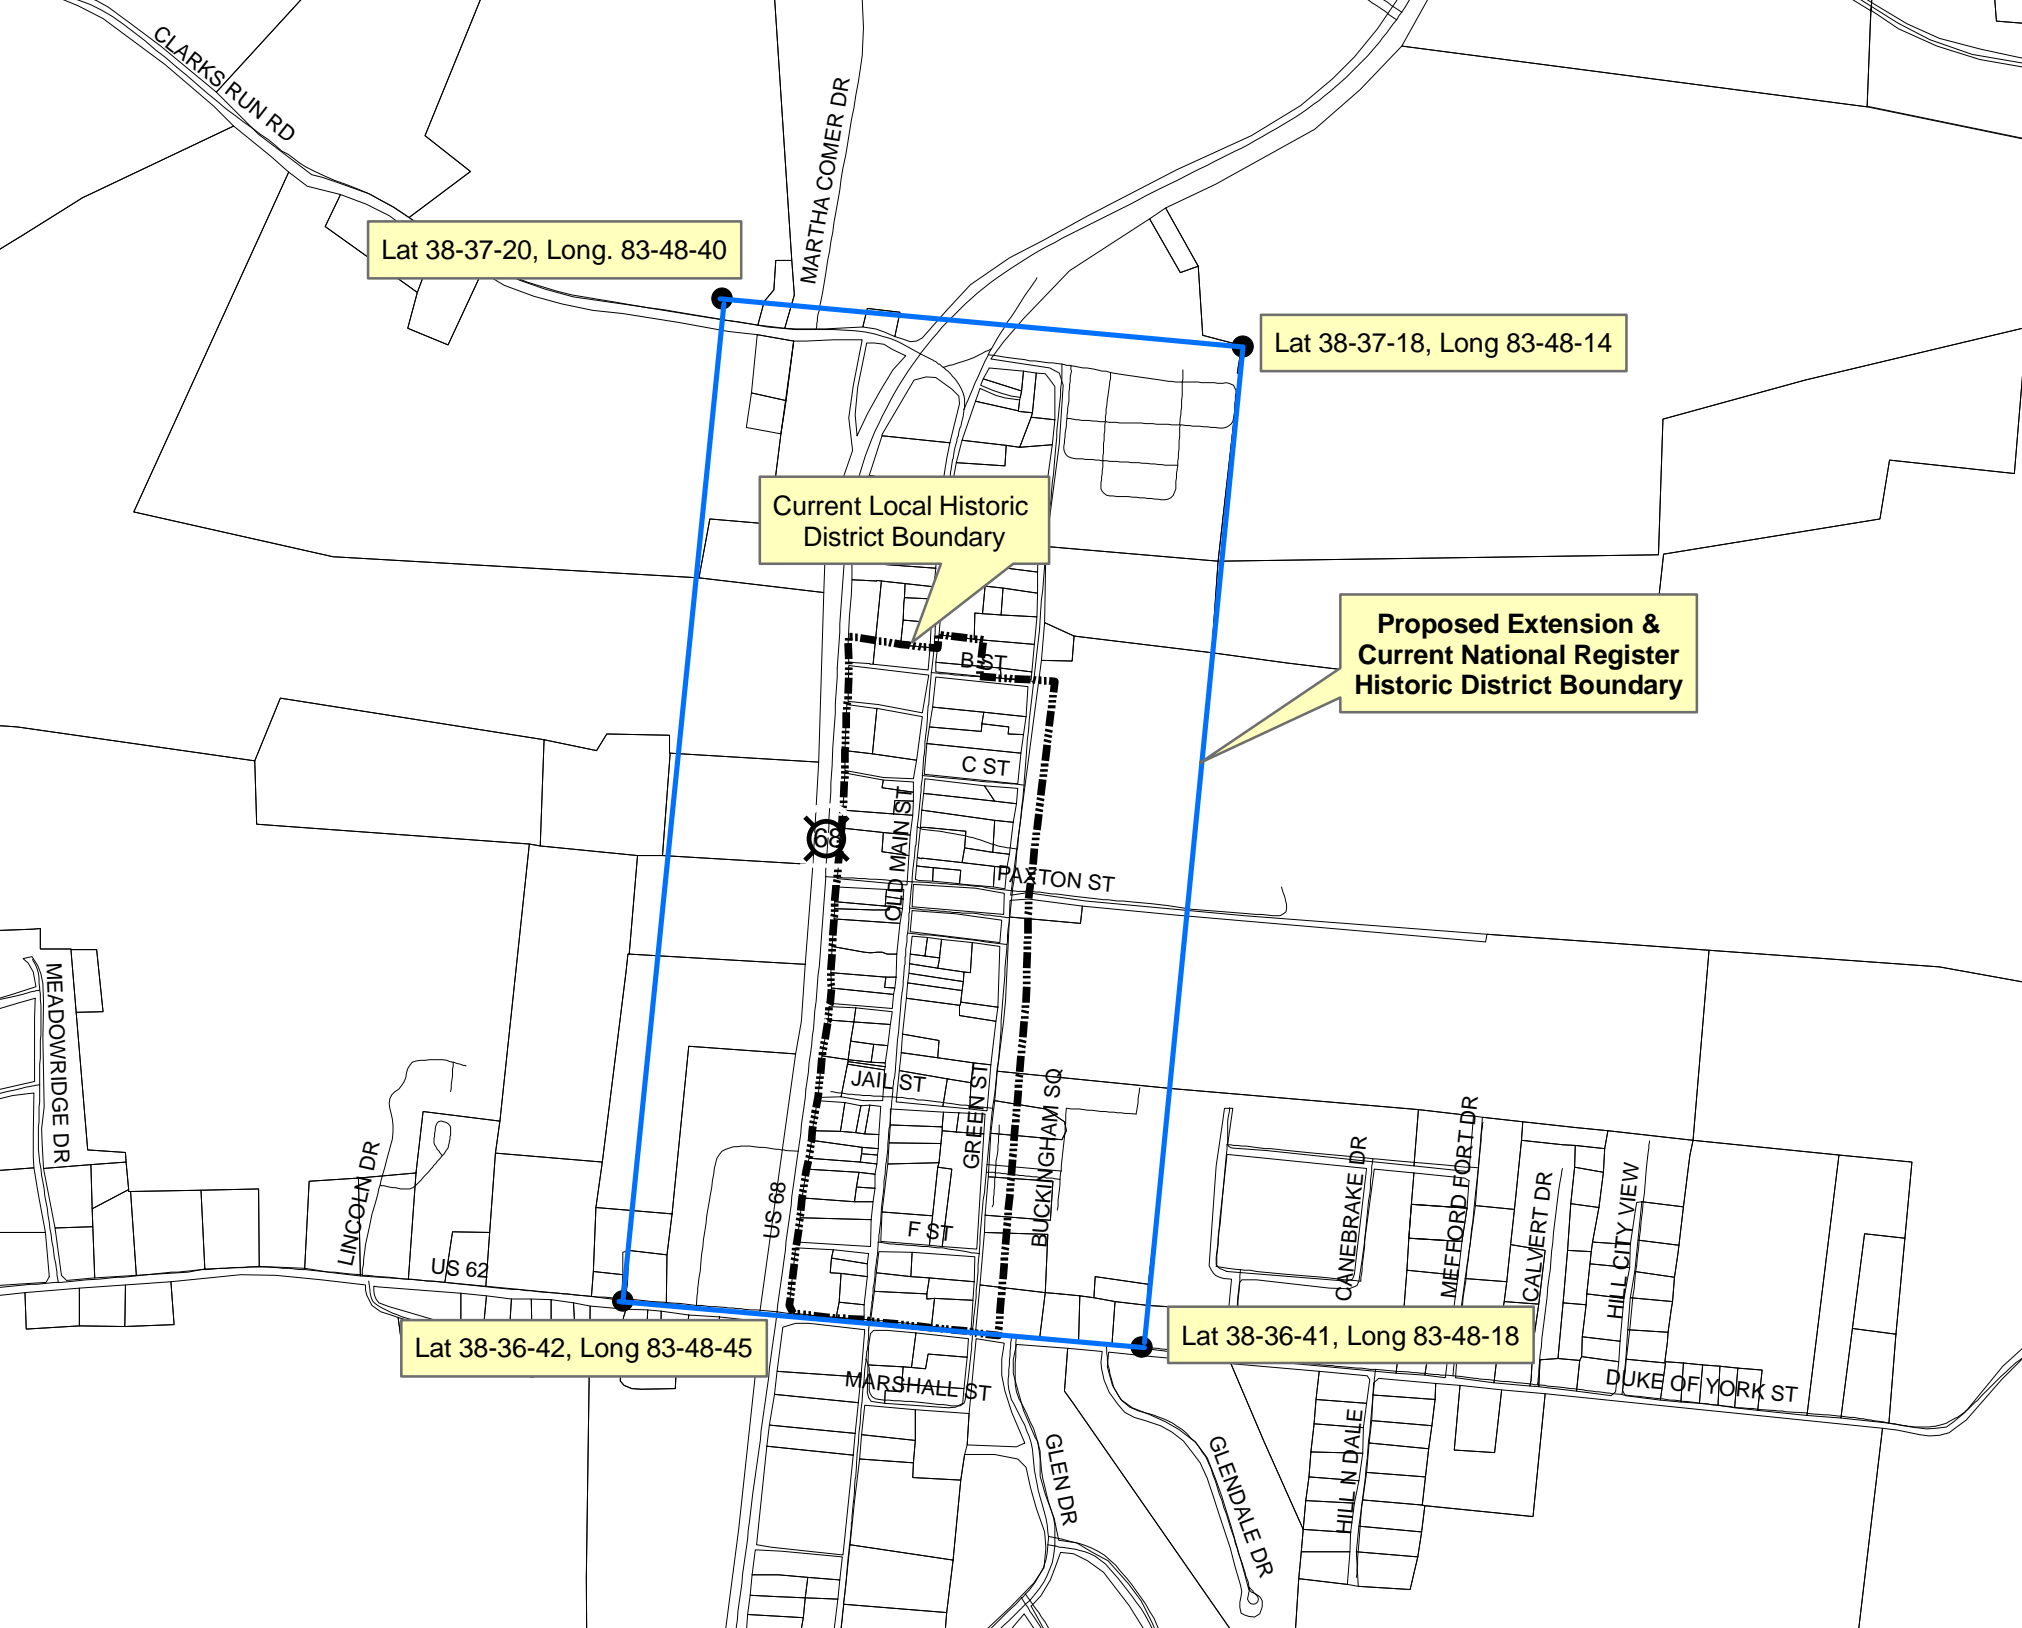 CLARKS RUN RD
MARTHA COMER DR
Lat 38-37-20, Long. 83-48-40
Lat 38-37-18, Long 83-48-14
Current Local Historic
District Boundary
Proposed Extension &
Current National Register
Historic District Boundary
B ST
C ST
68
OLD MAIN ST
PAXTON ST
MEADOWRIDGE DR
JAIL ST
GREEN ST
BUCKINGHAM SQ
LINCOLN DR
US 68
F ST
US 62
CANEBRAKE DR
MEFFORD FORT DR
CALVERT DR
HILL CITY VIEW
Lat 38-36-42, Long 83-48-45
Lat 38-36-41, Long 83-48-18
MARSHALL ST
DUKE OF YORK ST
GLEN DR
GLENDALE DR
HILL N DALE